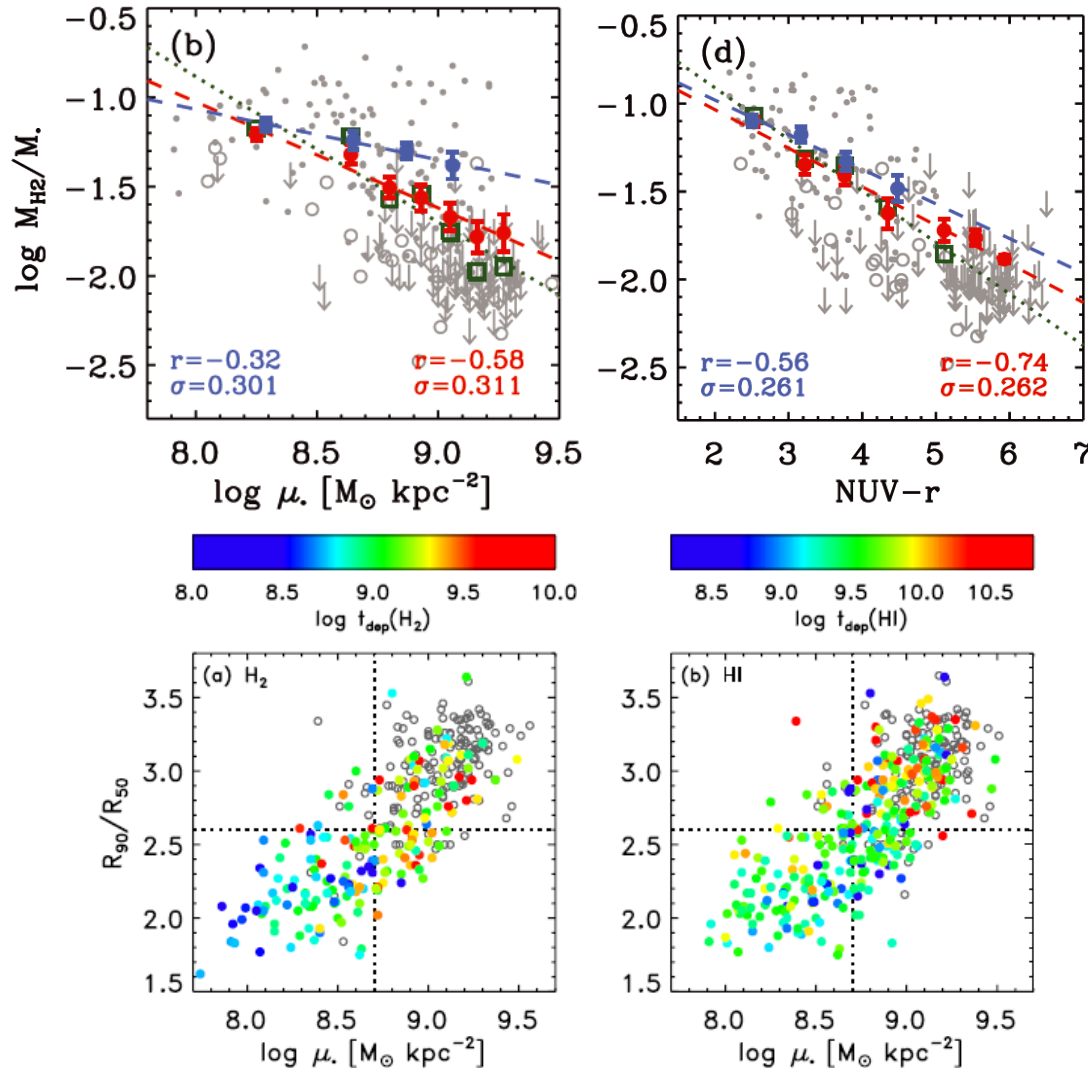 (b)
-0.5
-1.0
-1.5
-2.0
-2.5
log M_H2/M.
r=-0.32
σ=0.301
r=-0.58
σ=0.311
8.0 8.5 9.0 9.5
log μ. [M⊙ kpc⁻²]
(d)
-0.5
-1.0
-1.5
-2.0
-2.5
r=-0.56
σ=0.261
r=-0.74
σ=0.262
2 3 4 5 6 7
NUV-r
8.0 8.5 9.0 9.5 10.0
log t_dep(H₂)
8.5 9.0 9.5 10.0 10.5
log t_dep(HI)
(a) H₂
3.5
3.0
2.5
2.0
1.5
R₉₀/R₅₀
8.0 8.5 9.0 9.5
log μ. [M⊙ kpc⁻²]
(b) HI
3.5
3.0
2.5
2.0
1.5
8.0 8.5 9.0 9.5
log μ. [M⊙ kpc⁻²]